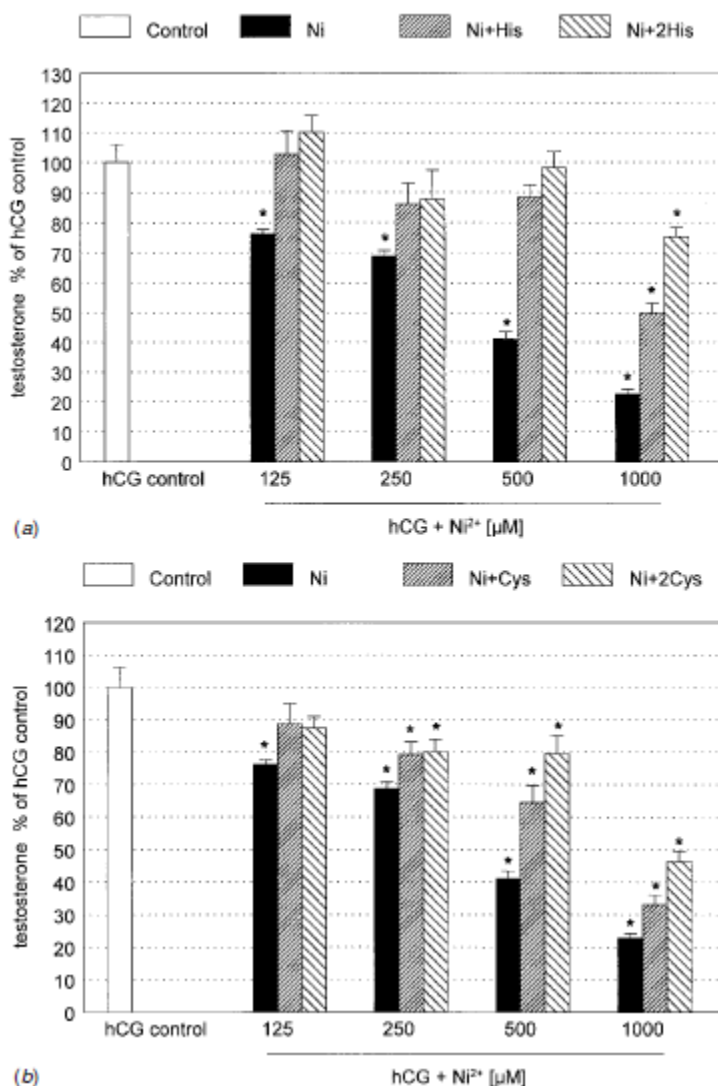 Control Ni Ni+His Ni+2His
testosterone % of hCG control
130
120
110
100
90
80
70
60
50
40
30
20
10
0
* * * * * *
hCG control 125 250 500 1000
hCG + Ni²⁺ [µM]
(a)
Control Ni Ni+Cys Ni+2Cys
testosterone % of hCG control
120
110
100
90
80
70
60
50
40
30
20
10
0
* * * * * * * * * * *
hCG control 125 250 500 1000
hCG + Ni²⁺ [µM]
(b)